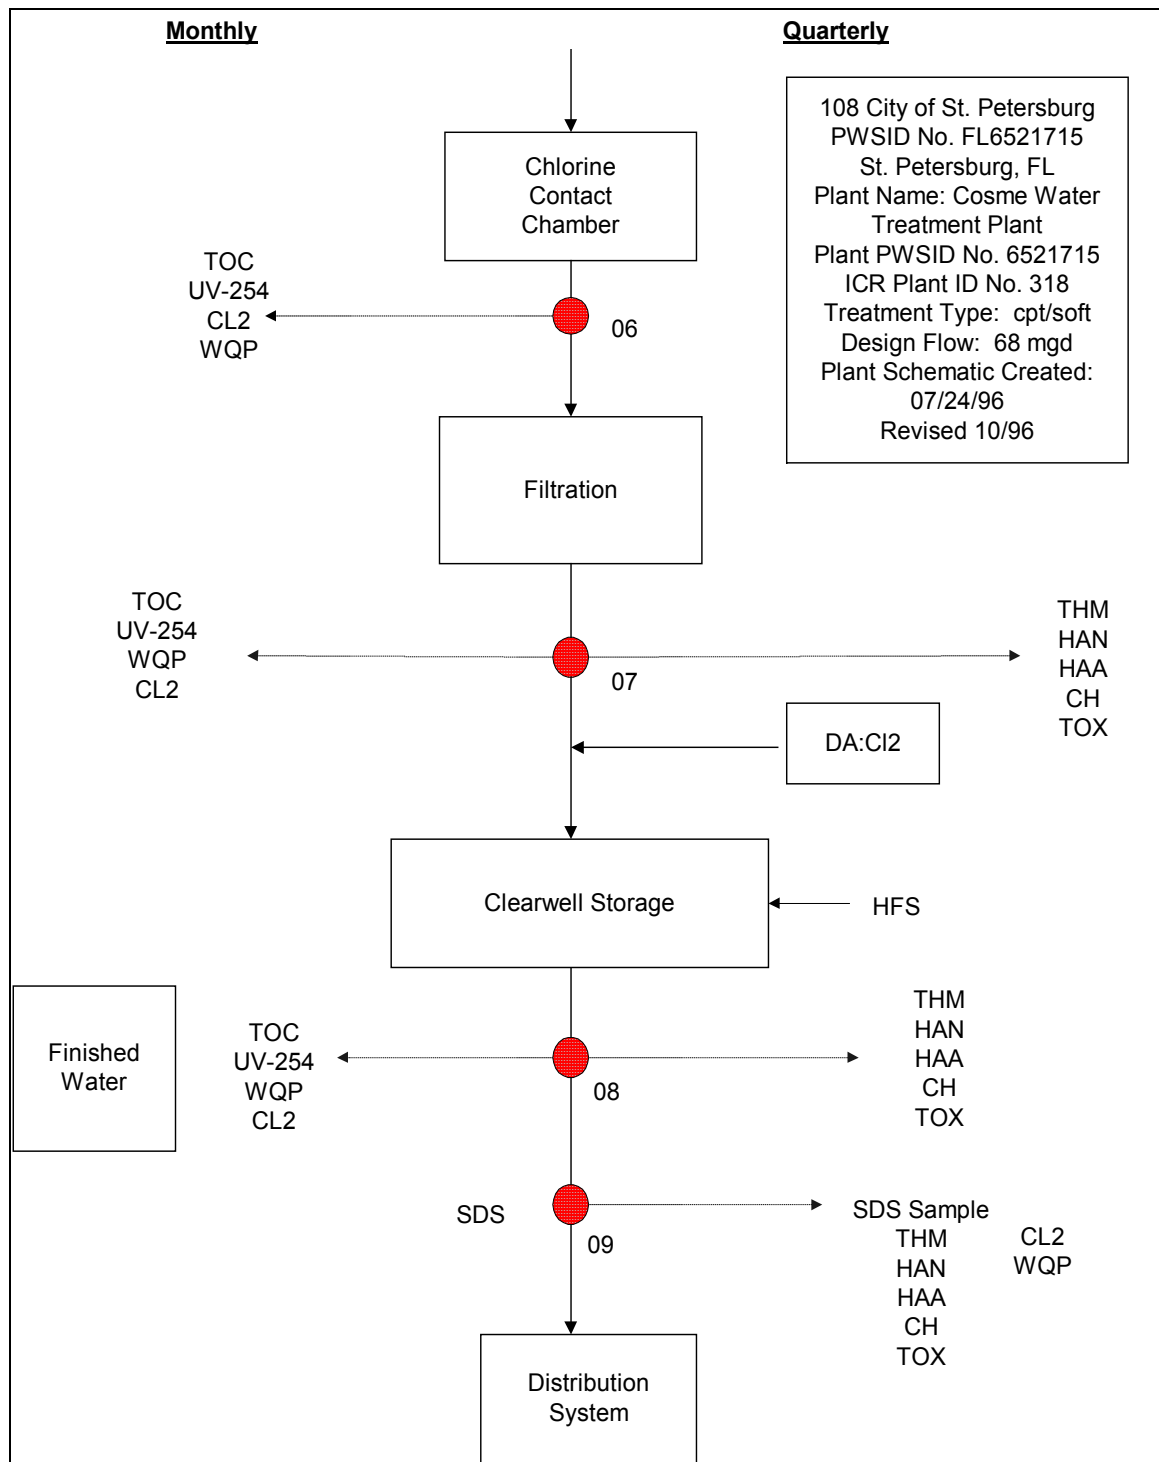 Monthly
Quarterly
108 City of St. Petersburg
PWSID No. FL6521715
St. Petersburg, FL
Plant Name: Cosme Water
Treatment Plant
Plant PWSID No. 6521715
ICR Plant ID No. 318
Treatment Type: cpt/soft
Design Flow: 68 mgd
Plant Schematic Created:
07/24/96
Revised 10/96
Chlorine
Contact
Chamber
TOC
UV-254
CL2
WQP
06
Filtration
TOC
UV-254
WQP
CL2
07
THM
HAN
HAA
CH
TOX
DA:Cl2
Clearwell Storage
HFS
Finished
Water
TOC
UV-254
WQP
CL2
08
THM
HAN
HAA
CH
TOX
SDS
09
SDS Sample
THM
HAN
HAA
CH
TOX
CL2
WQP
Distribution
System